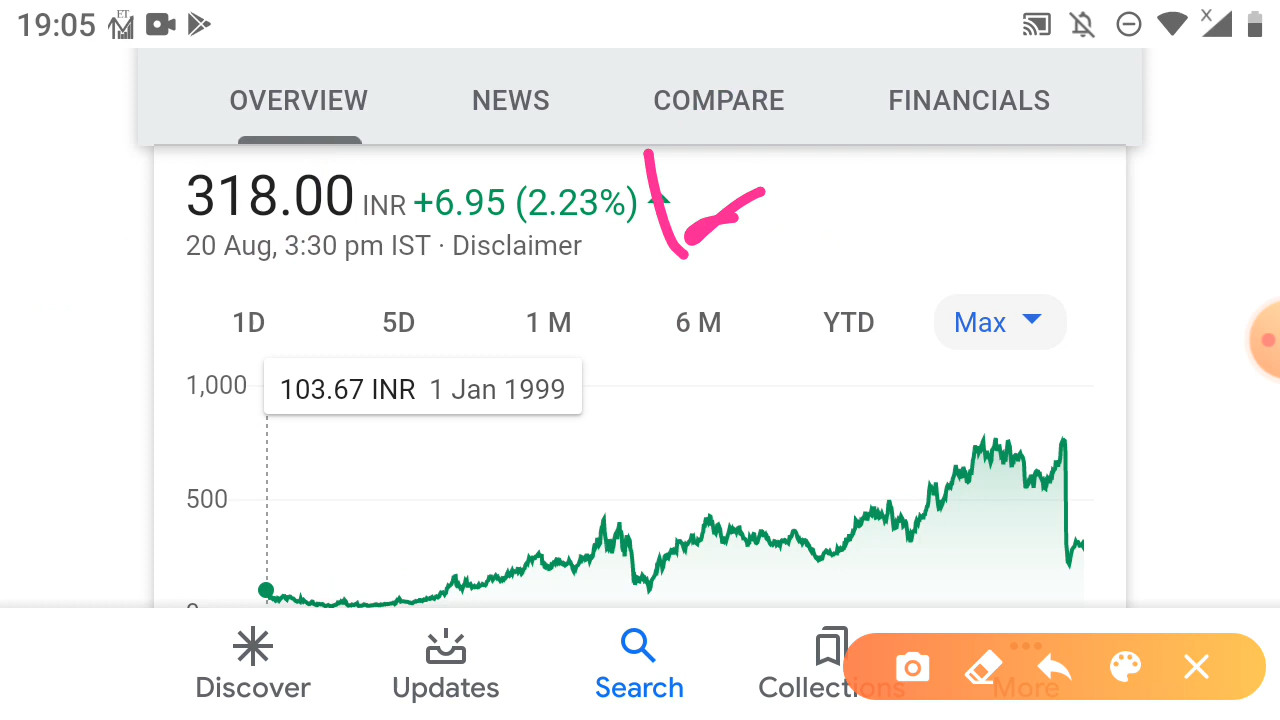 19:05 ET
X
OVERVIEW NEWS COMPARE FINANCIALS
318.00 INR +6.95 (2.23%)
20 Aug, 3:30 pm IST · Disclaimer
1D 5D 1 M 6 M YTD Max
1,000
103.67 INR 1 Jan 1999
500
Discover Updates Search Collections More